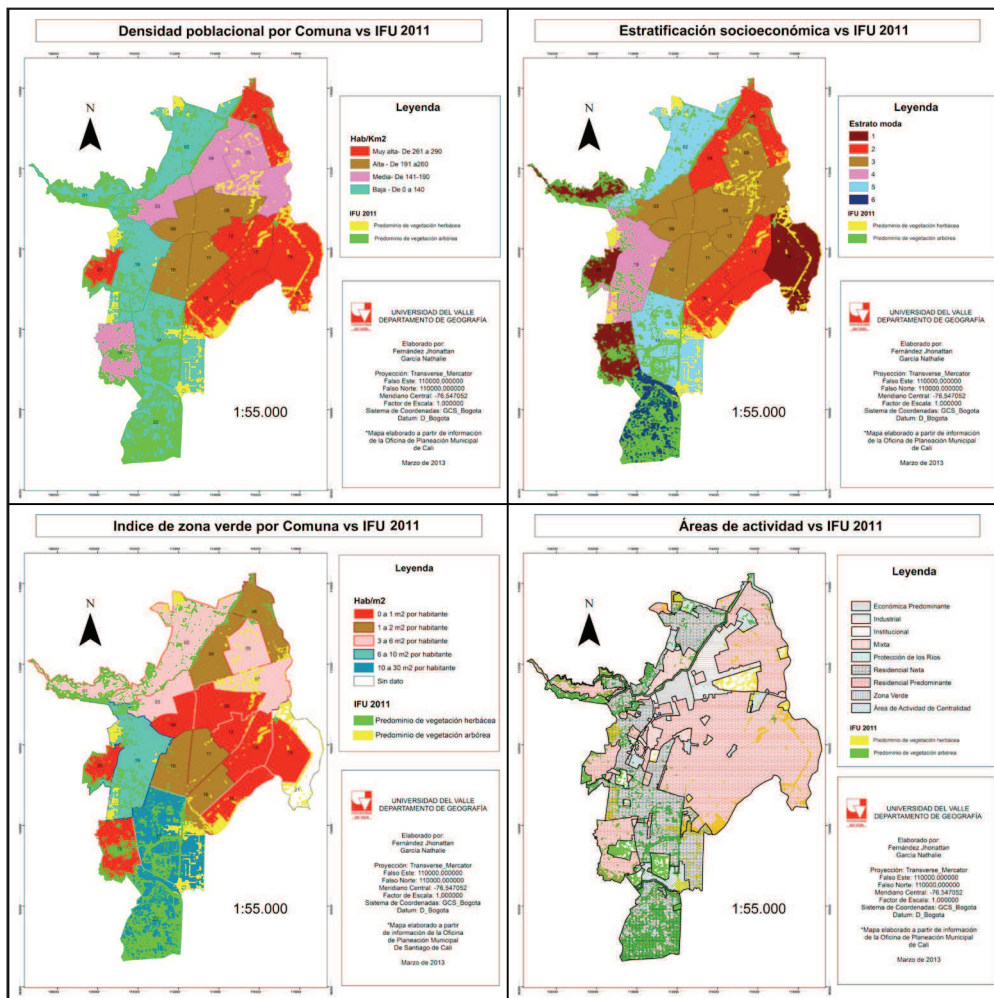 Densidad poblacional por Comuna vs IFU 2011
N
Leyenda
Hab/Km2
Muy alta- De 261 a 290
Alta - De 191 a260
Media- De 141-190
Baja - De 0 a 140
IFU 2011
Predominio de vegetación herbácea
Predominio de vegetación arbórea
UNIVERSIDAD DEL VALLE
DEPARTAMENTO DE GEOGRAFÍA
Elaborado por:
Fernández Jhonattan
García Nathalie
Proyección: Transverse_Mercator
Falso Este: 110000,000000
Falso Norte: 110000,000000
Meridiano Central: -76,547052
Factor de Escala: 1,000000
Sistema de Coordenadas: GCS_Bogota
Datum: D_Bogota
*Mapa elaborado a partir de información
de la Oficina de Planeación Municipal
de Cali
Marzo de 2013
1:55.000
Estratificación socioeconómica vs IFU 2011
N
Leyenda
Estrato moda
1
2
3
4
5
6
IFU 2011
Predominio de vegetación herbácea
Predominio de vegetación arbórea
UNIVERSIDAD DEL VALLE
DEPARTAMENTO DE GEOGRAFÍA
Elaborado por:
Fernández Jhonattan
García Nathalie
Proyección: Transverse_Mercator
Falso Este: 110000,000000
Falso Norte: 110000,000000
Meridiano Central: -76,547052
Factor de Escala: 1,000000
Sistema de Coordenadas: GCS_Bogota
Datum: D_Bogota
*Mapa elaborado a partir de información
de la Oficina de Planeación Municipal
de Cali
Marzo de 2013
1:55.000
Indice de zona verde por Comuna vs IFU 2011
N
Leyenda
Hab/m2
0 a 1 m2 por habitante
1 a 2 m2 por habitante
3 a 6 m2 por habitante
6 a 10 m2 por habitante
10 a 30 m2 por habitante
Sin dato
IFU 2011
Predominio de vegetación herbácea
Predominio de vegetación arbórea
UNIVERSIDAD DEL VALLE
DEPARTAMENTO DE GEOGRAFÍA
Elaborado por:
Fernández Jhonattan
García Nathalie
Proyección: Transverse_Mercator
Falso Este: 110000,000000
Falso Norte: 110000,000000
Meridiano Central: -76,547052
Factor de Escala: 1,000000
Sistema de Coordenadas: GCS_Bogota
Datum: D_Bogota
*Mapa elaborado a partir
de información de la Oficina
de Planeación Municipal
De Santiago de Cali
Marzo de 2013
1:55.000
Áreas de actividad vs IFU 2011
N
Leyenda
Económica Predominante
Industrial
Institucional
Mixta
Protección de los Ríos
Residencial Neta
Residencial Predominante
Zona Verde
Área de Actividad de Centralidad
IFU 2011
Predominio de vegetación herbácea
Predominio de vegetación arbórea
UNIVERSIDAD DEL VALLE
DEPARTAMENTO DE GEOGRAFÍA
Elaborado por:
Fernández Jhonattan
García Nathalie
Proyección: Transverse_Mercator
Falso Este: 110000,000000
Falso Norte: 110000,000000
Meridiano Central: -76,547052
Factor de Escala: 1,000000
Sistema de Coordenadas: GCS_Bogota
Datum: D_Bogota
*Mapa elaborado a partir de información
de la Oficina de Planeación Municipal
de Cali
Marzo de 2013
1:55.000